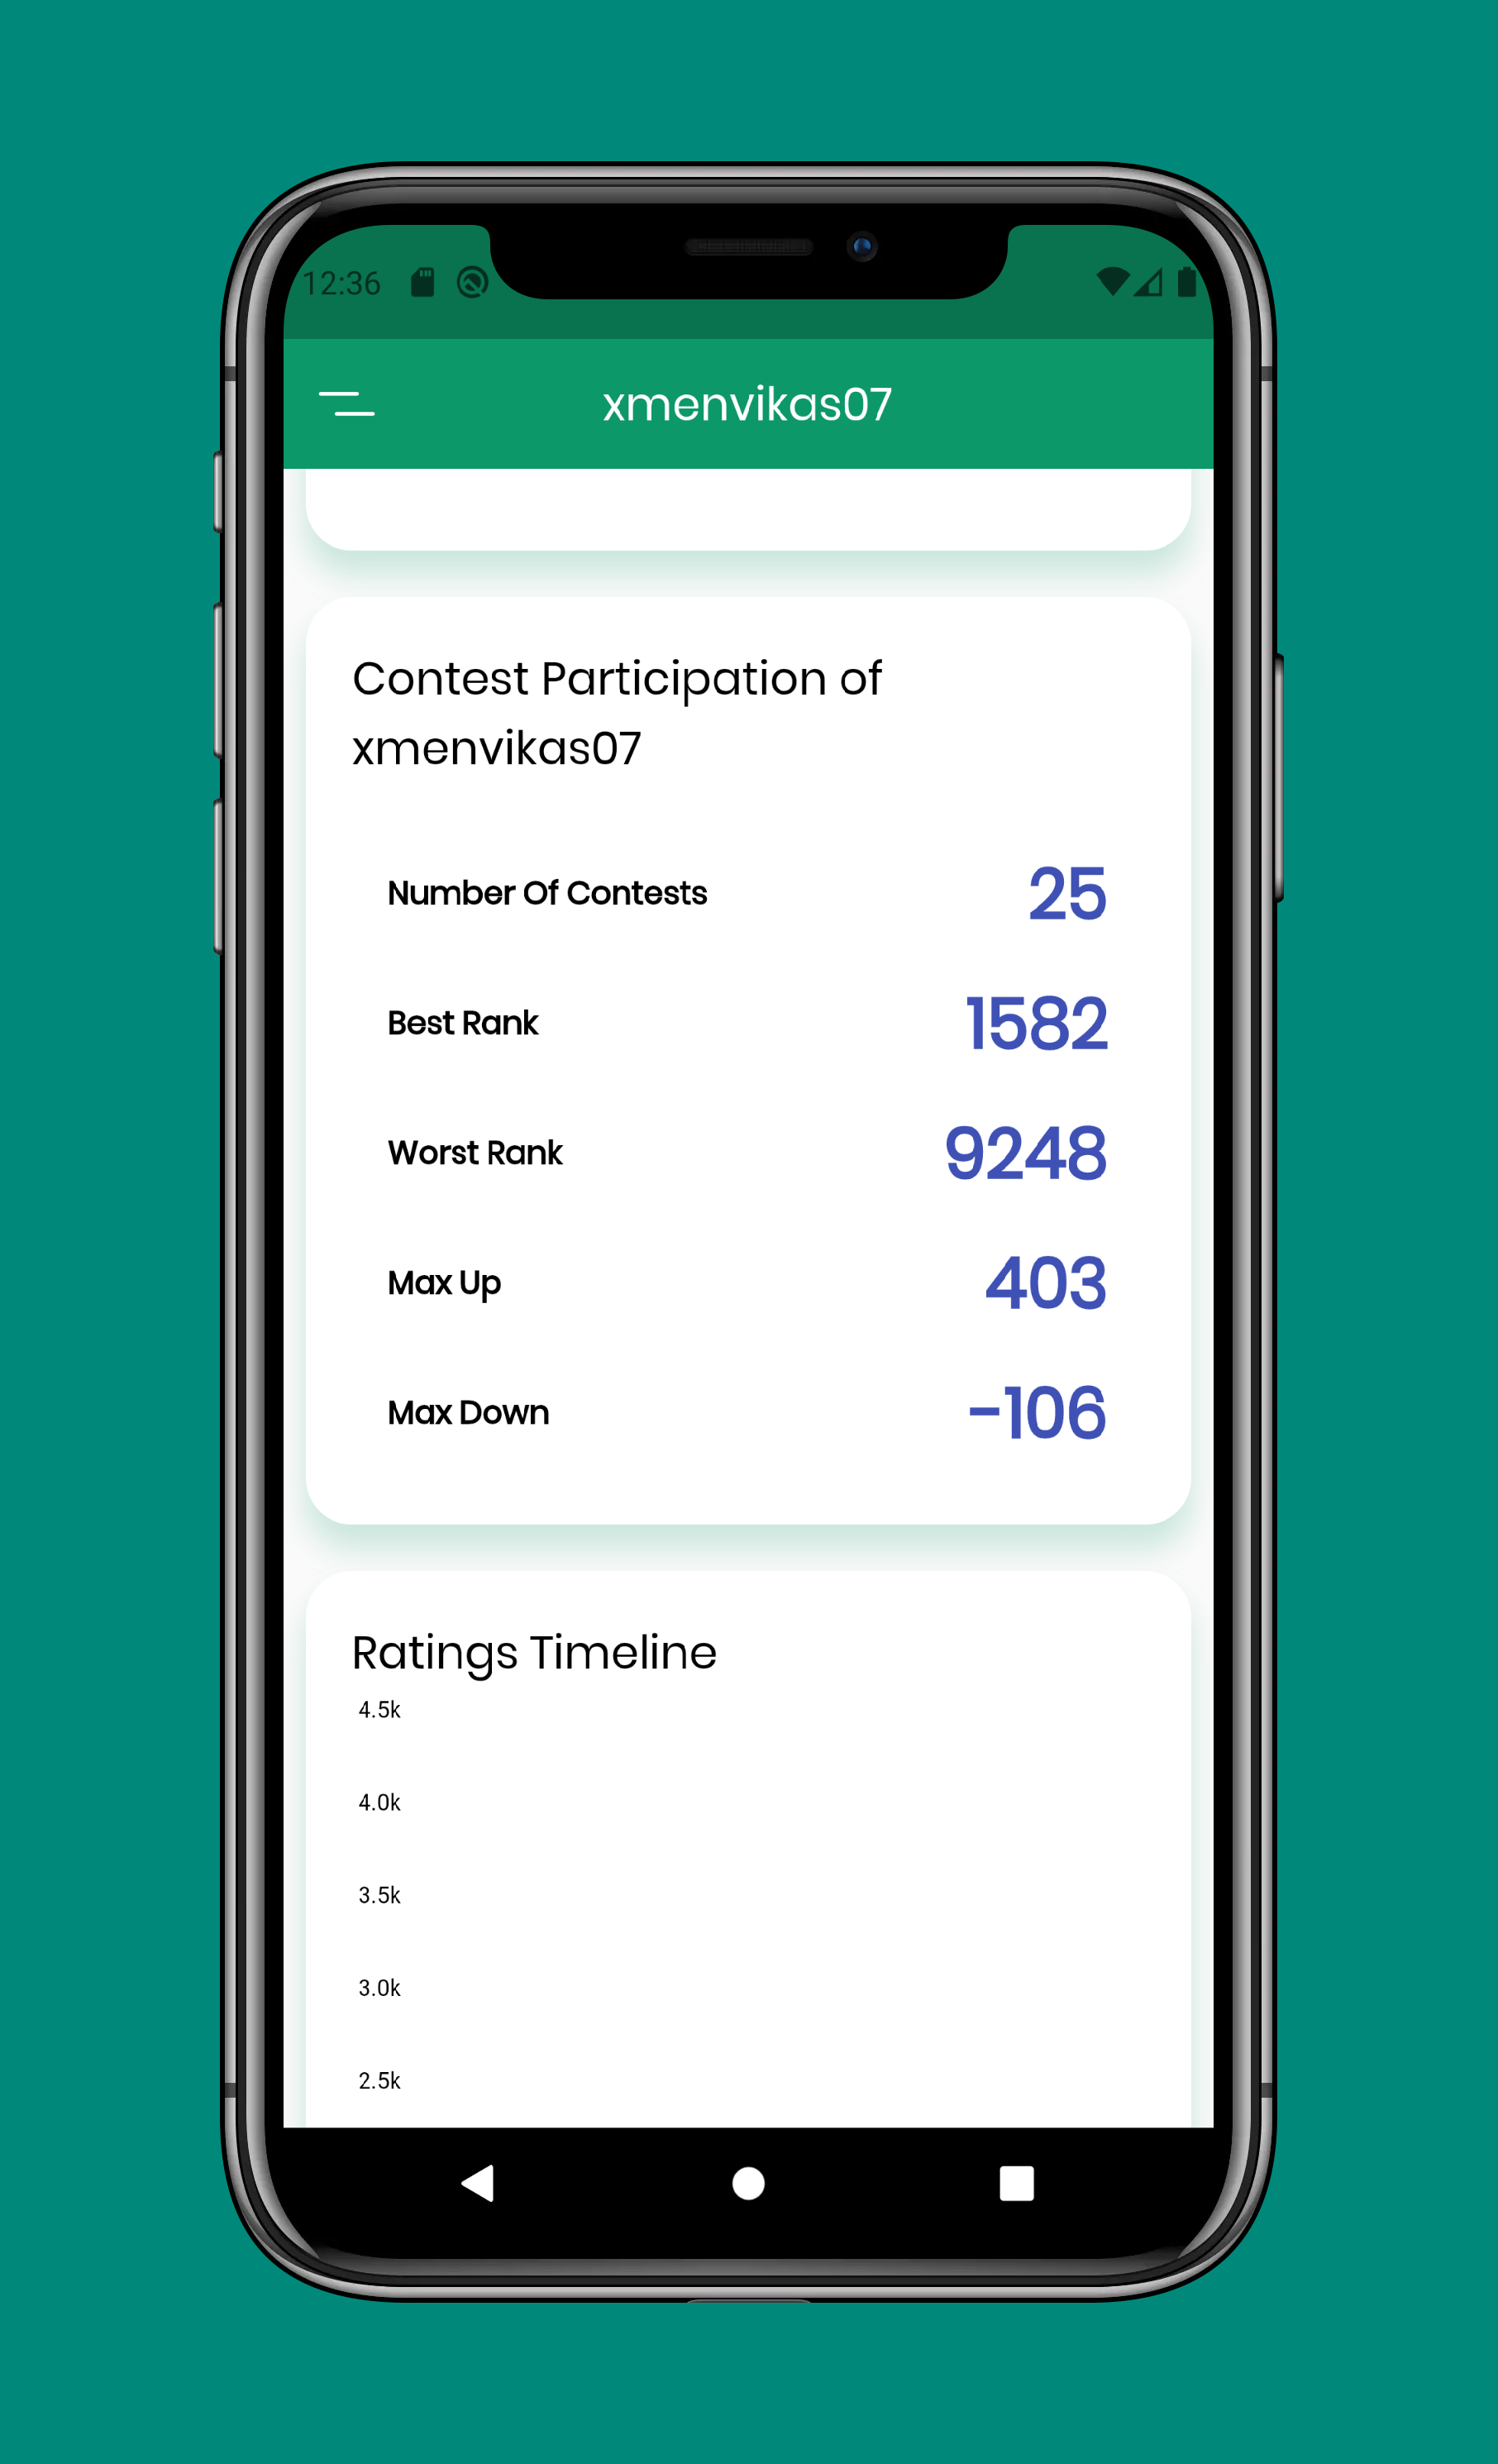 12:36
xmenvikas07
Contest Participation of
xmenvikas07
Number Of Contests 25
Best Rank 1582
Worst Rank 9248
Max Up 403
Max Down -106
Ratings Timeline
4.5k
4.0k
3.5k
3.0k
2.5k